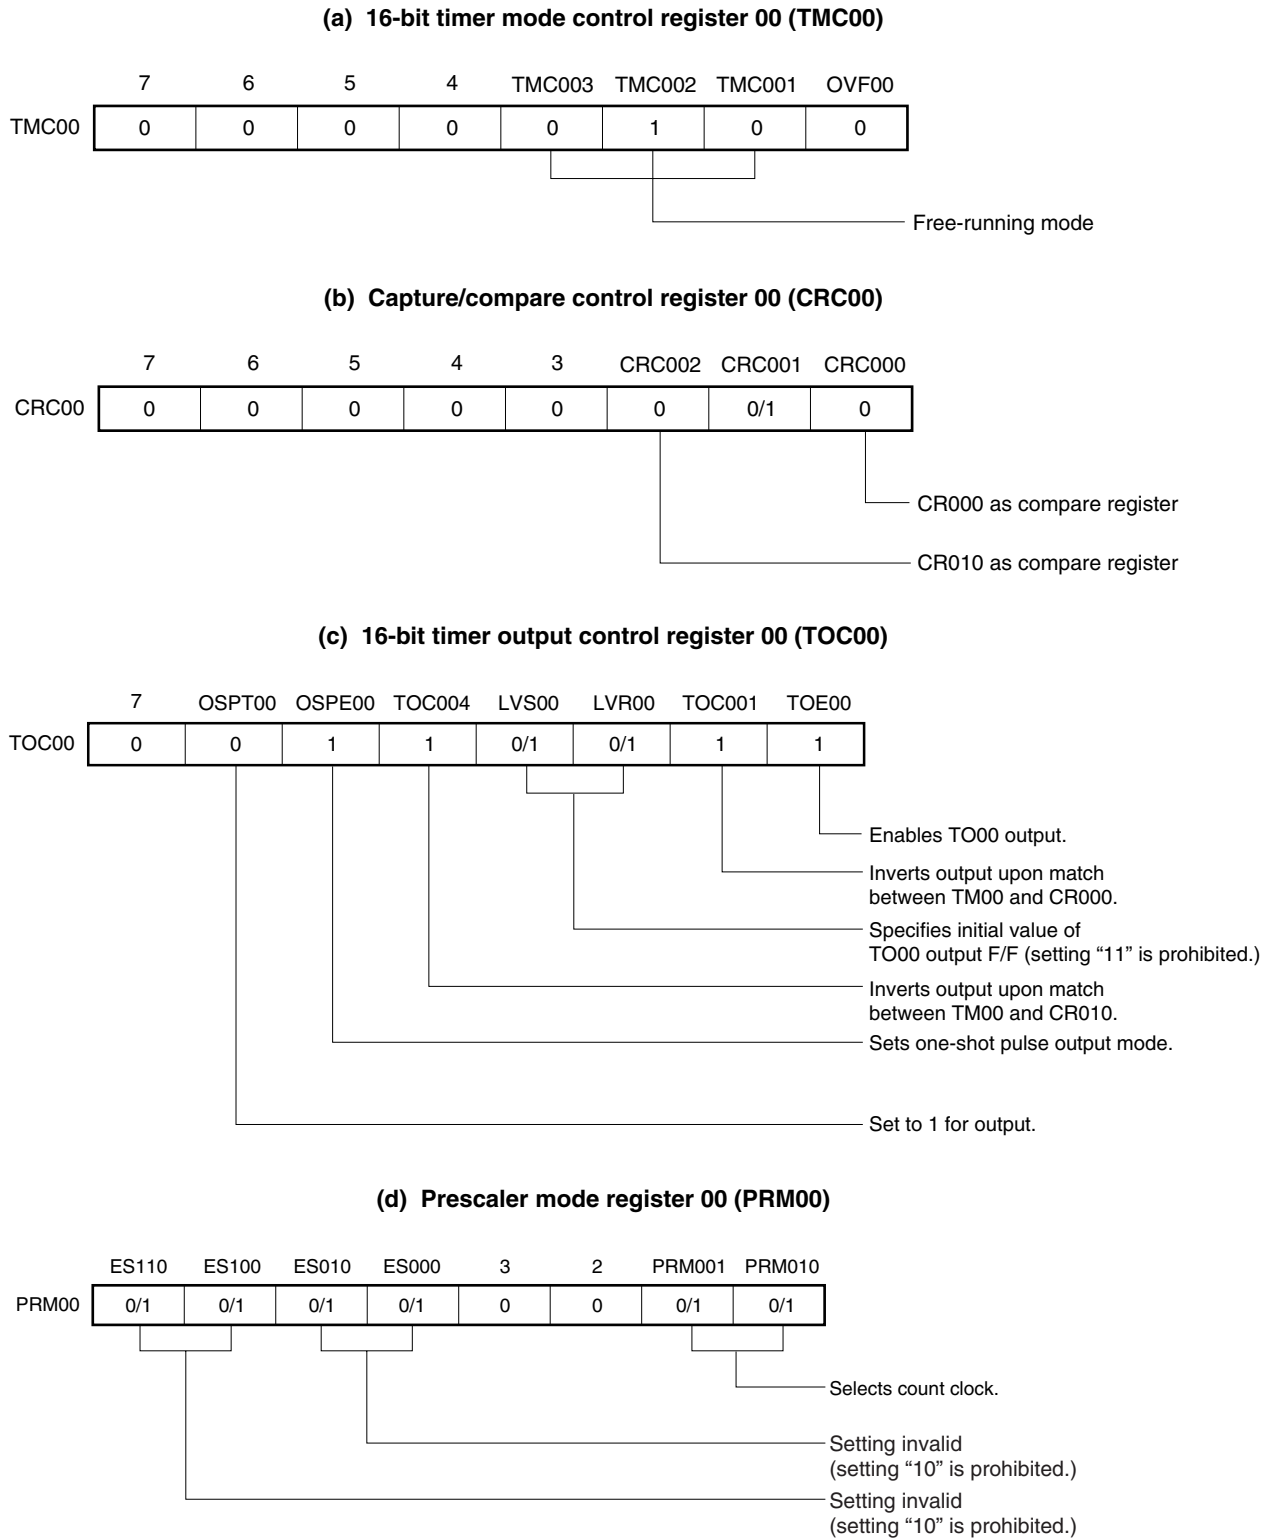 (a) 16-bit timer mode control register 00 (TMC00)
7 6 5 4 TMC003 TMC002 TMC001 OVF00
TMC00 0 0 0 0 0 1 0 0
Free-running mode
(b) Capture/compare control register 00 (CRC00)
7 6 5 4 3 CRC002 CRC001 CRC000
CRC00 0 0 0 0 0 0 0/1 0
CR000 as compare register
CR010 as compare register
(c) 16-bit timer output control register 00 (TOC00)
7 OSPT00 OSPE00 TOC004 LVS00 LVR00 TOC001 TOE00
TOC00 0 0 1 1 0/1 0/1 1 1
Enables TO00 output.
Inverts output upon match
between TM00 and CR000.
Specifies initial value of
TO00 output F/F (setting “11” is prohibited.)
Inverts output upon match
between TM00 and CR010.
Sets one-shot pulse output mode.
Set to 1 for output.
(d) Prescaler mode register 00 (PRM00)
ES110 ES100 ES010 ES000 3 2 PRM001 PRM010
PRM00 0/1 0/1 0/1 0/1 0 0 0/1 0/1
Selects count clock.
Setting invalid
(setting “10” is prohibited.)
Setting invalid
(setting “10” is prohibited.)